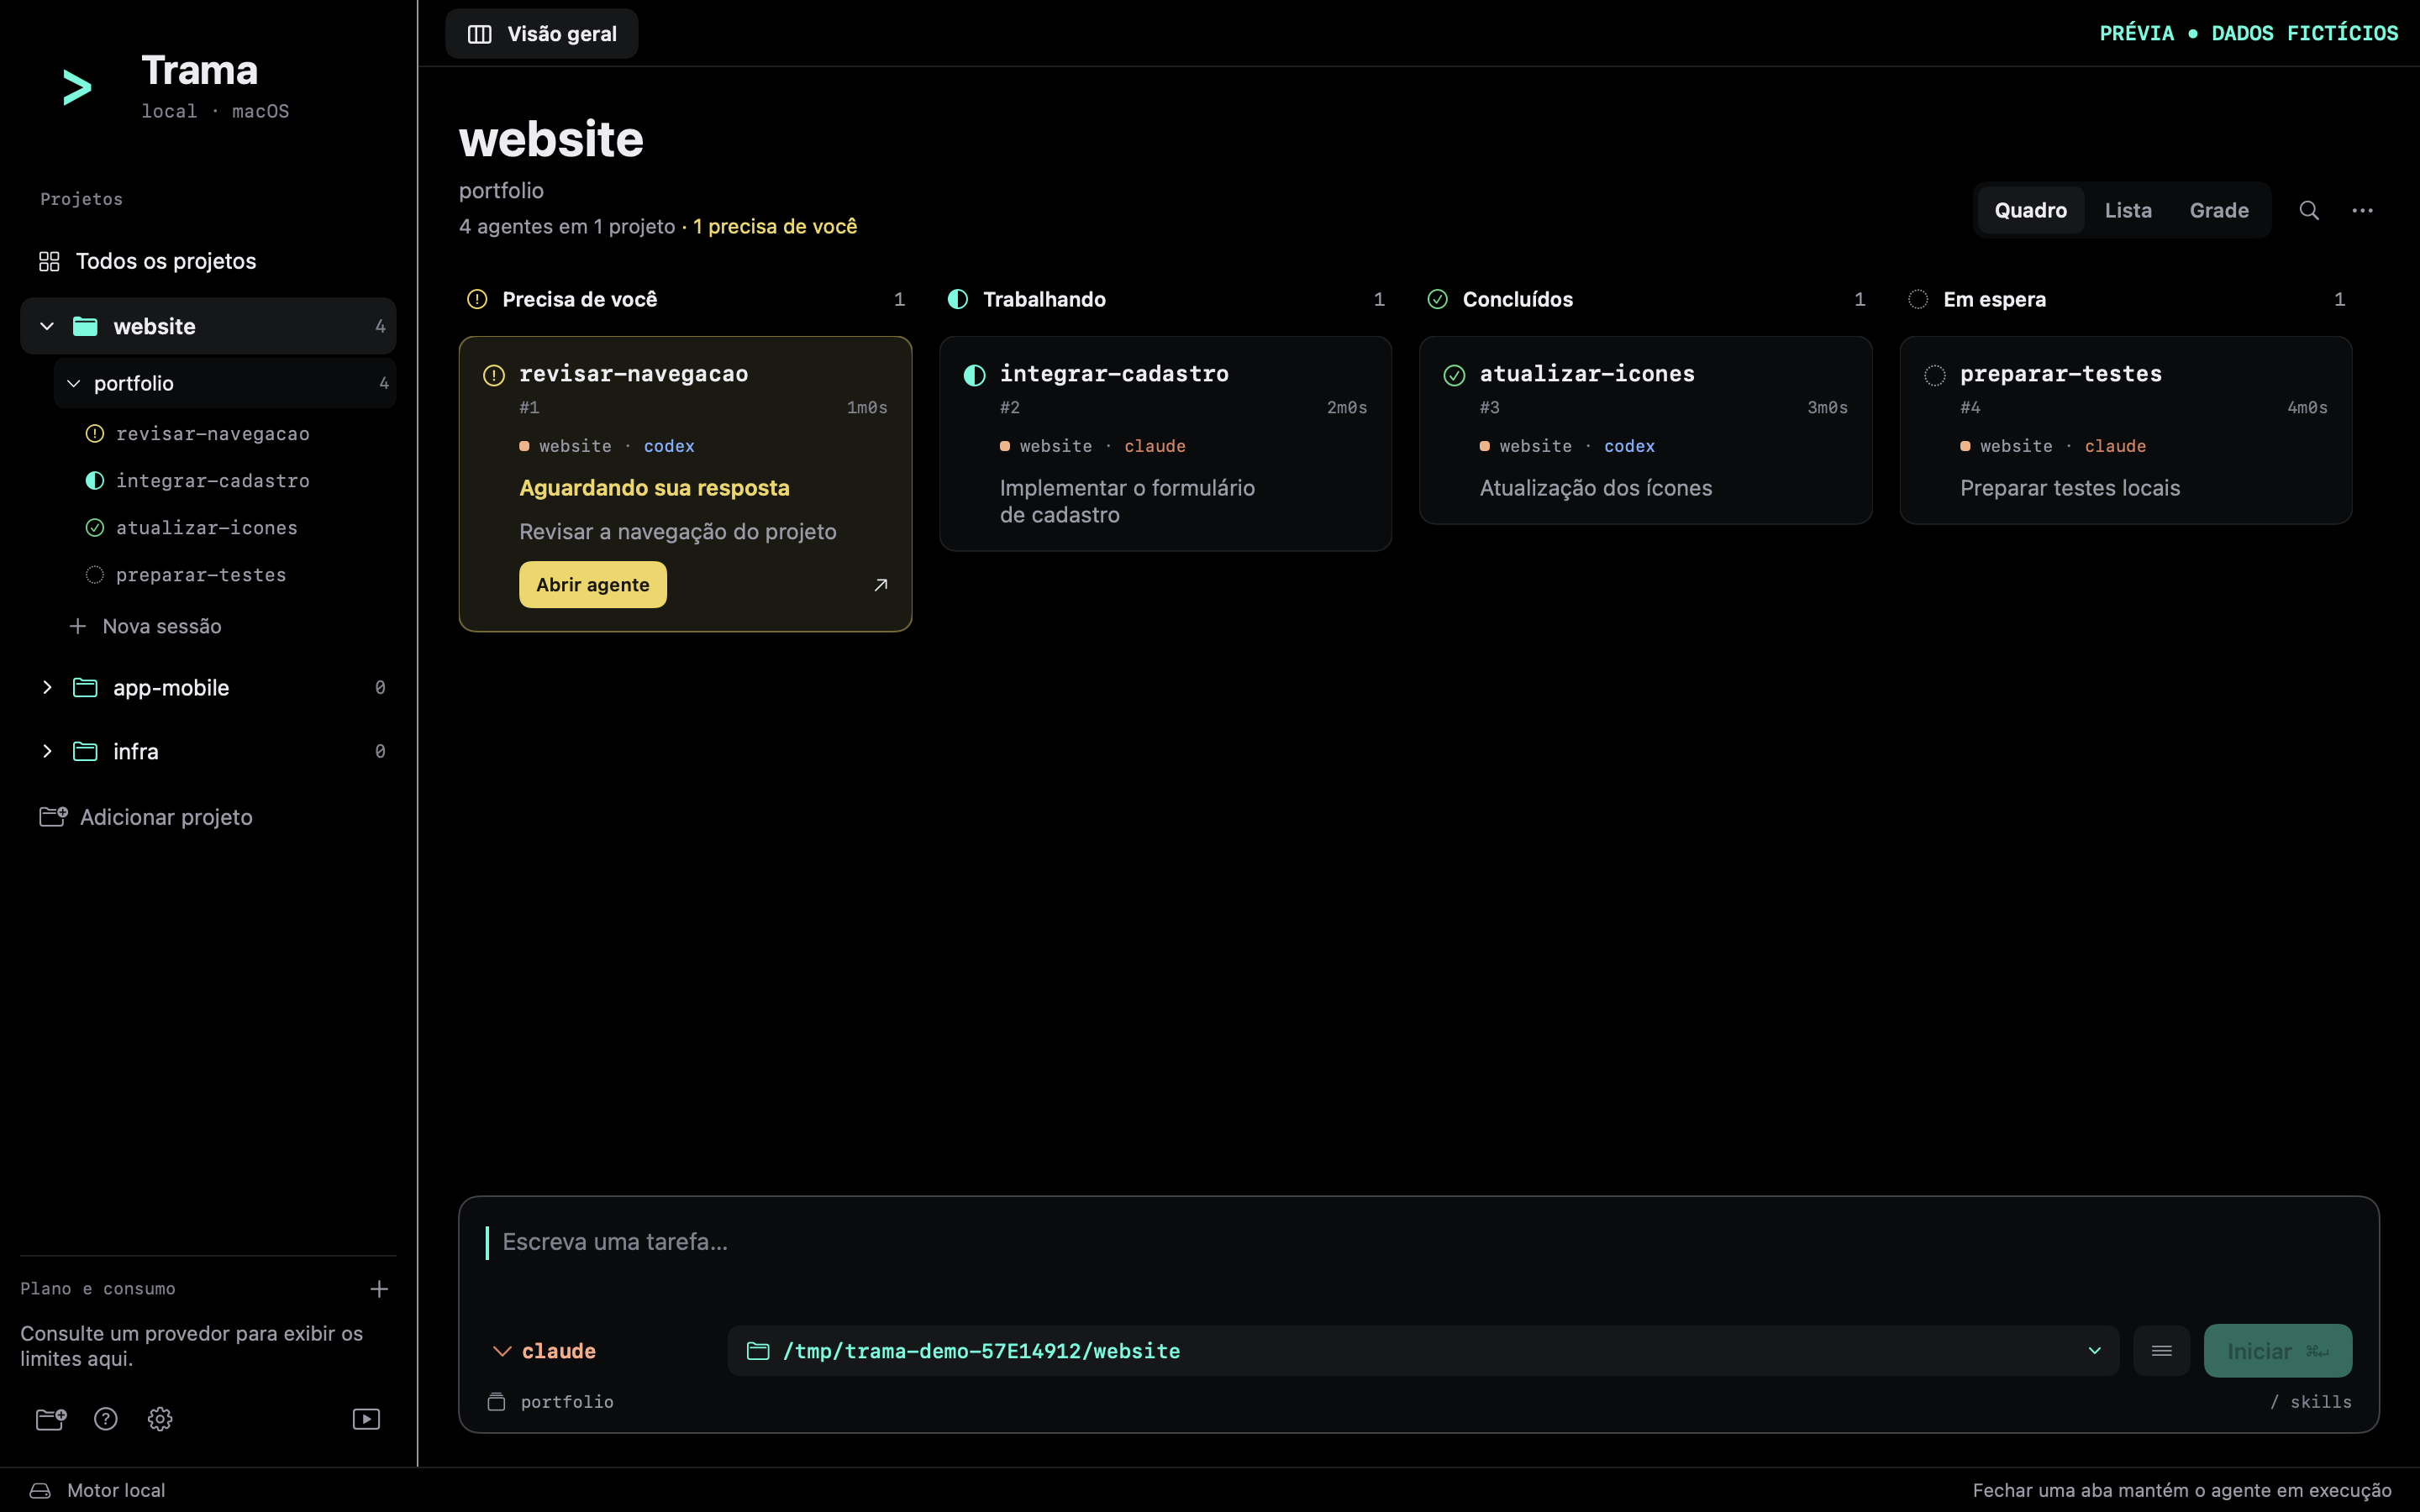 Trama
local · macOS
Projetos
Todos os projetos
website 4
portfolio 4
revisar-navegacao
integrar-cadastro
atualizar-icones
preparar-testes
Nova sessão
app-mobile 0
infra 0
Adicionar projeto
Plano e consumo
Consulte um provedor para exibir os
limites aqui.
Motor local
Visão geral
PRÉVIA • DADOS FICTÍCIOS
website
portfolio
4 agentes em 1 projeto · 1 precisa de você
Quadro Lista Grade
Precisa de você 1
revisar-navegacao
#1 1m0s
website · codex
Aguardando sua resposta
Revisar a navegação do projeto
Abrir agente
Trabalhando 1
integrar-cadastro
#2 2m0s
website · claude
Implementar o formulário
de cadastro
Concluídos 1
atualizar-icones
#3 3m0s
website · codex
Atualização dos ícones
Em espera 1
preparar-testes
#4 4m0s
website · claude
Preparar testes locais
Escreva uma tarefa...
claude
/tmp/trama-demo-57E14912/website
Iniciar ⌘↵
portfolio
/ skills
Fechar uma aba mantém o agente em execução